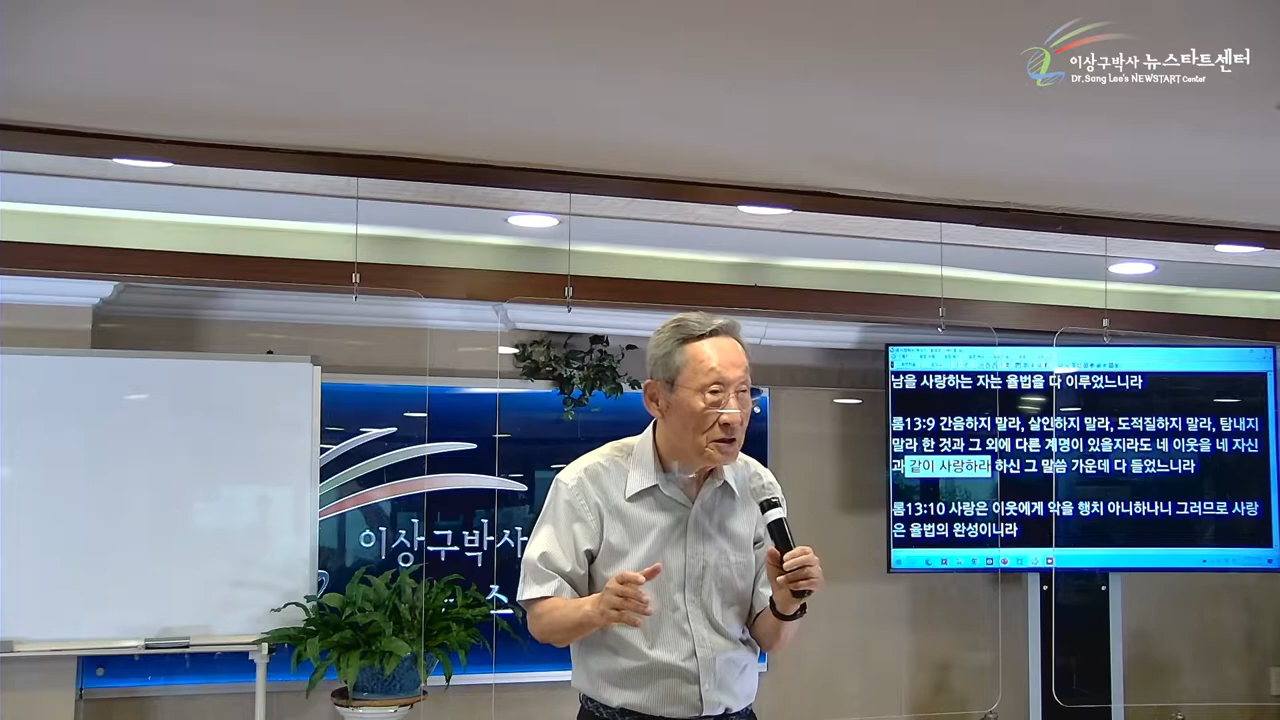 이상구박사 뉴스타트센터
Dr. Sang Lee's NEWSTART Center
남을 사랑하는 자는 율법을 다 이루었느니라
롬13:9 간음하지 말라, 살인하지 말라, 도적질하지 말라, 탐내지
말라 한 것과 그 외에 다른 계명이 있을지라도 네 이웃을 네 자신
과 같이 사랑하라 하신 그 말씀 가운데 다 들었느니라
롬13:10 사랑은 이웃에게 악을 행치 아니하나니 그러므로 사랑
은 율법의 완성이니라
이상구박사
스